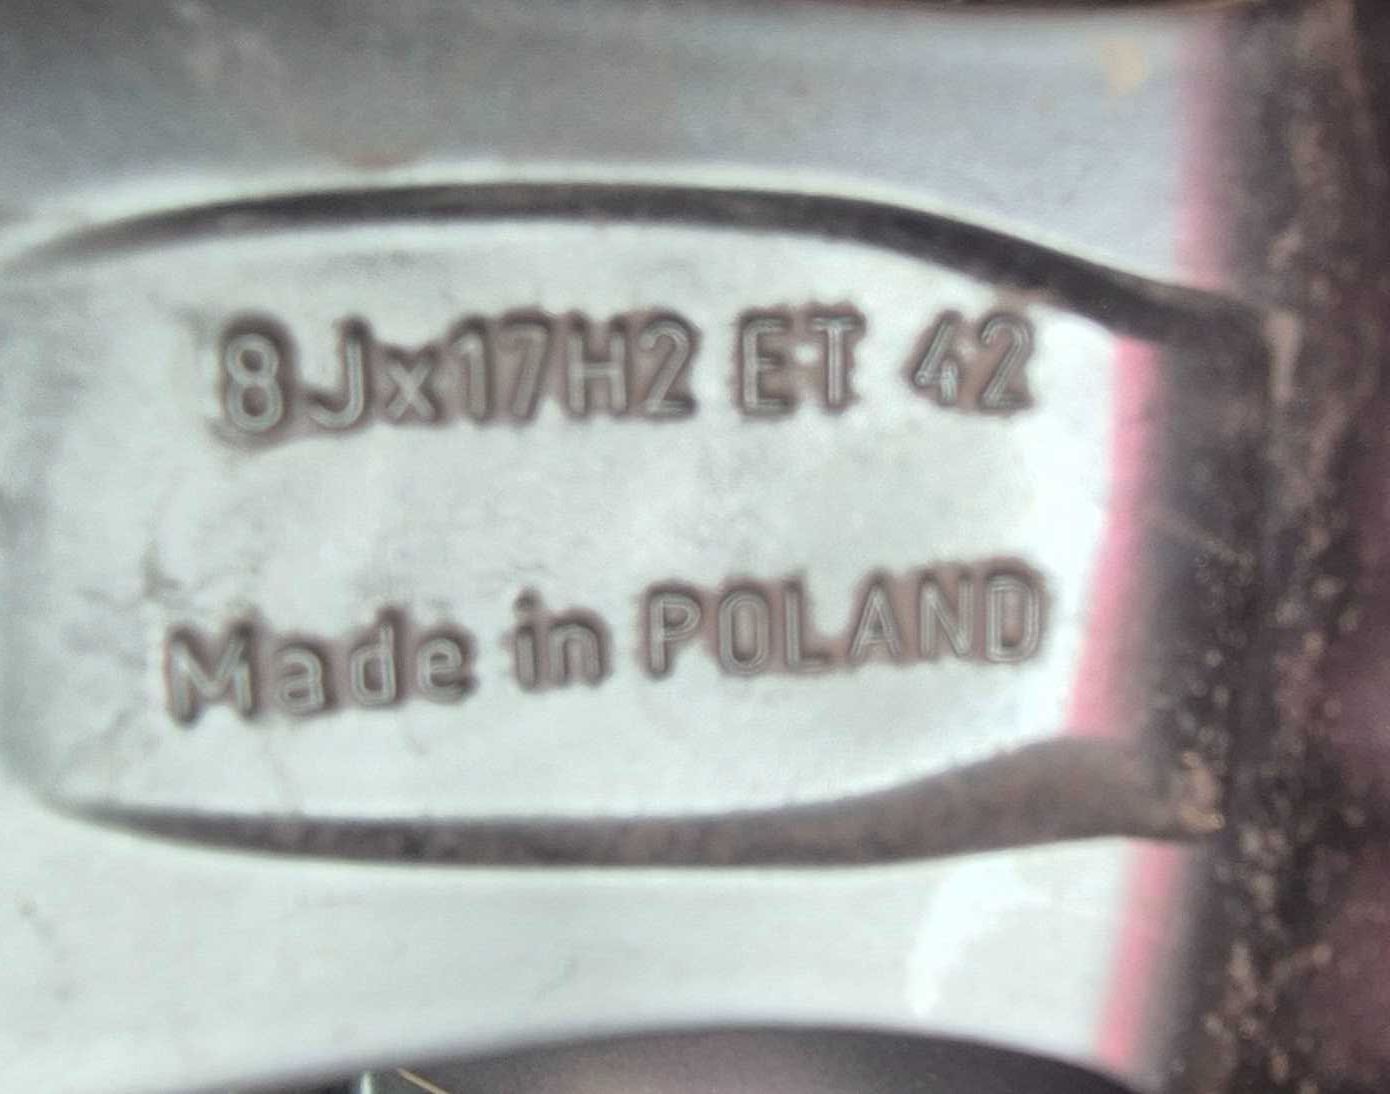 8Jx17H2 ET 42
Made in POLAND